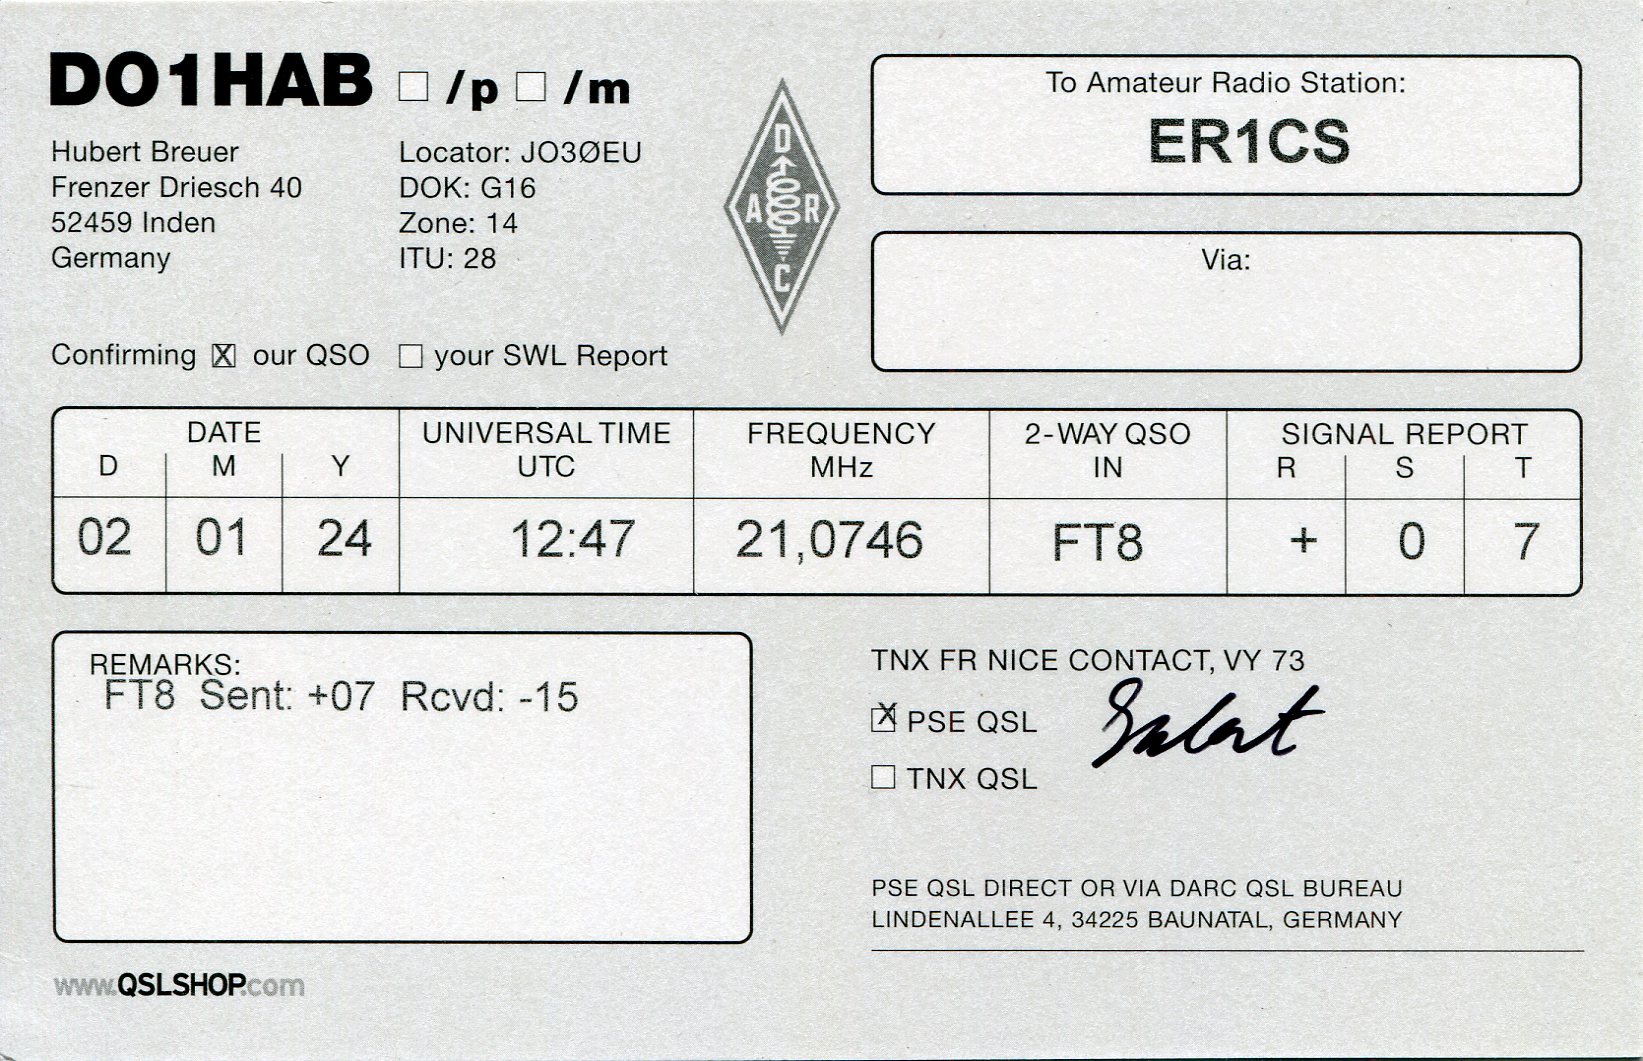 DO1HAB □ /p □ /m
Hubert Breuer
Frenzer Driesch 40
52459 Inden
Germany
Locator: JO3ØEU
DOK: G16
Zone: 14
ITU: 28
D
A R
C
To Amateur Radio Station:
ER1CS
Via:
Confirming ☒ our QSO □ your SWL Report
DATE UNIVERSAL TIME FREQUENCY 2-WAY QSO SIGNAL REPORT
D M Y UTC MHz IN R S T
02 01 24 12:47 21,0746 FT8 + 0 7
REMARKS:
FT8 Sent: +07 Rcvd: -15
TNX FR NICE CONTACT, VY 73
☒ PSE QSL
□ TNX QSL
PSE QSL DIRECT OR VIA DARC QSL BUREAU
LINDENALLEE 4, 34225 BAUNATAL, GERMANY
www.QSLSHOP.com